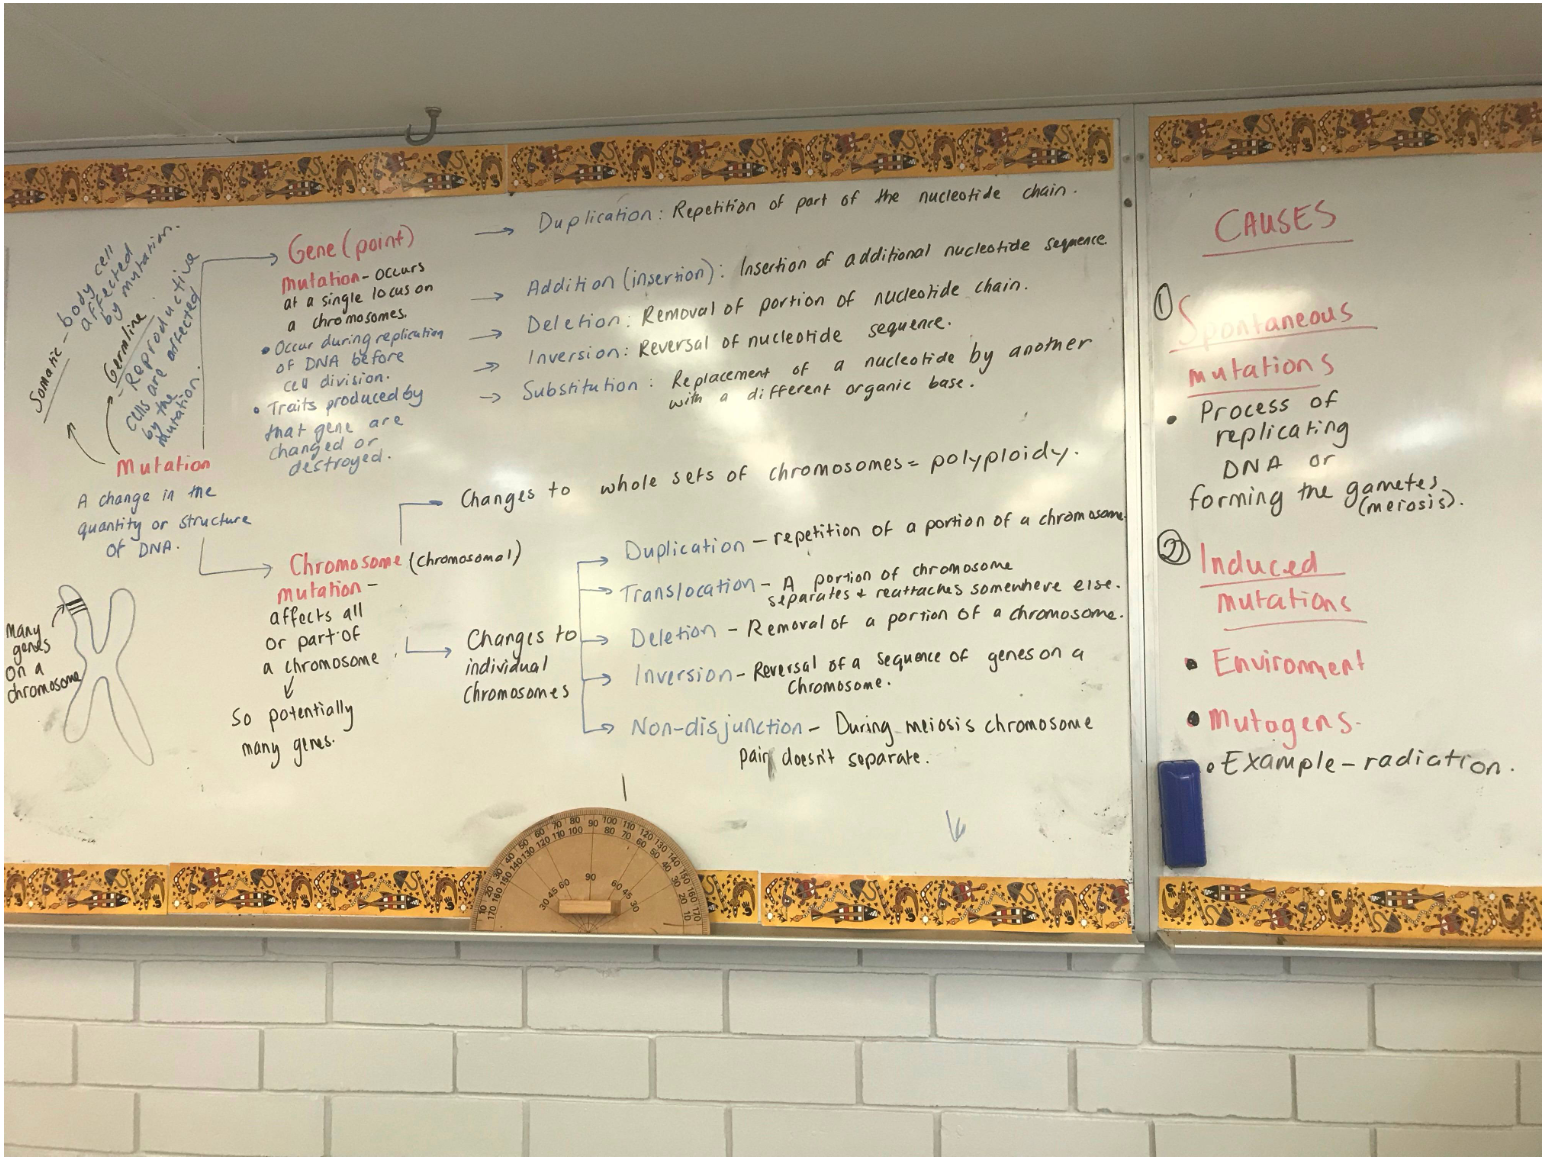 Somatic - body cell
affected
by mutation.
Germline
- Reproductive
cells are affected
by the
mutation.
Mutation
A change in the
quantity or structure
of DNA.
Many
genes
on a
chromosome
Gene (point)
mutation - occurs
at a single locus on
a chromosomes.
• Occur during replication
of DNA before
cell division.
• Traits produced by
that gene are
changed or
destroyed.
Duplication: Repetition of part of the nucleotide chain.
Addition (insertion): Insertion of additional nucleotide sequence.
Deletion: Removal of portion of nucleotide chain.
Inversion: Reversal of nucleotide sequence.
Substitution: Replacement of a nucleotide by another
with a different organic base.
Chromosome (chromosomal)
mutation -
affects all
or part of
a chromosome
So potentially
many genes.
Changes to whole sets of chromosomes = polyploidy.
Changes to
individual
chromosomes
Duplication - repetition of a portion of a chromosome.
Translocation - A portion of chromosome
separates + reattaches somewhere else.
Deletion - Removal of a portion of a chromosome.
Inversion - Reversal of a sequence of genes on a
chromosome.
Non-disjunction - During meiosis chromosome
pair doesn't separate.
CAUSES
① Spontaneous
mutations
• Process of
replicating
DNA or
forming the gametes
(meiosis).
② Induced
mutations
• Environment
• Mutagens.
• Example - radiation.